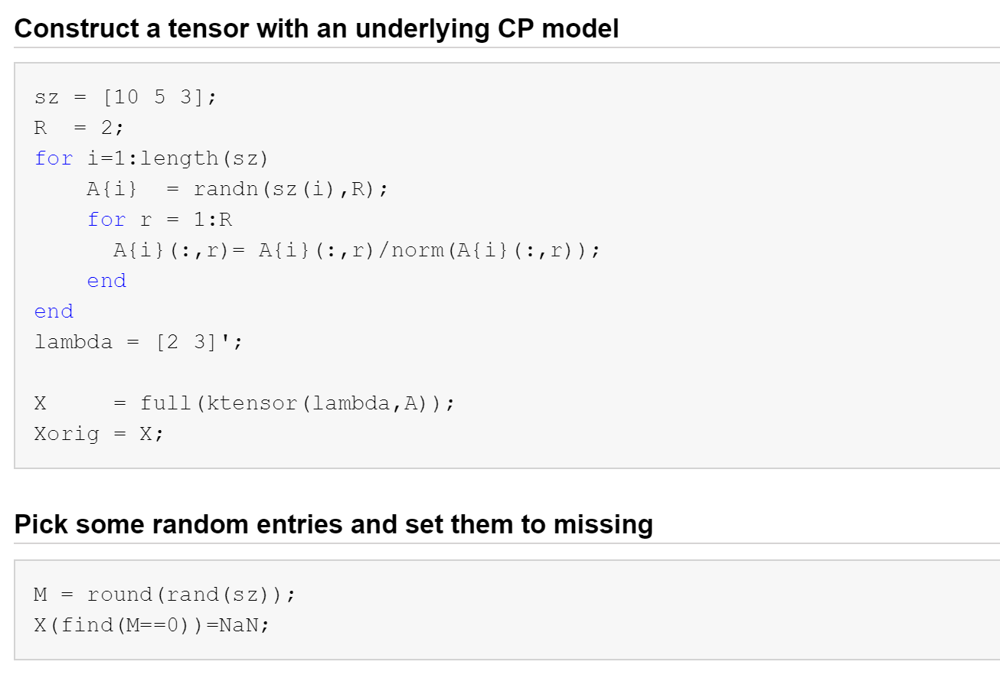 Construct a tensor with an underlying CP model
sz = [10 5 3];
R  = 2;
for i=1:length(sz)
    A{i}  = randn(sz(i),R);
    for r = 1:R
      A{i}(:,r)= A{i}(:,r)/norm(A{i}(:,r));
    end
end
lambda = [2 3]';
X     = full(ktensor(lambda,A));
Xorig = X;
Pick some random entries and set them to missing
M = round(rand(sz));
X(find(M==0))=NaN;